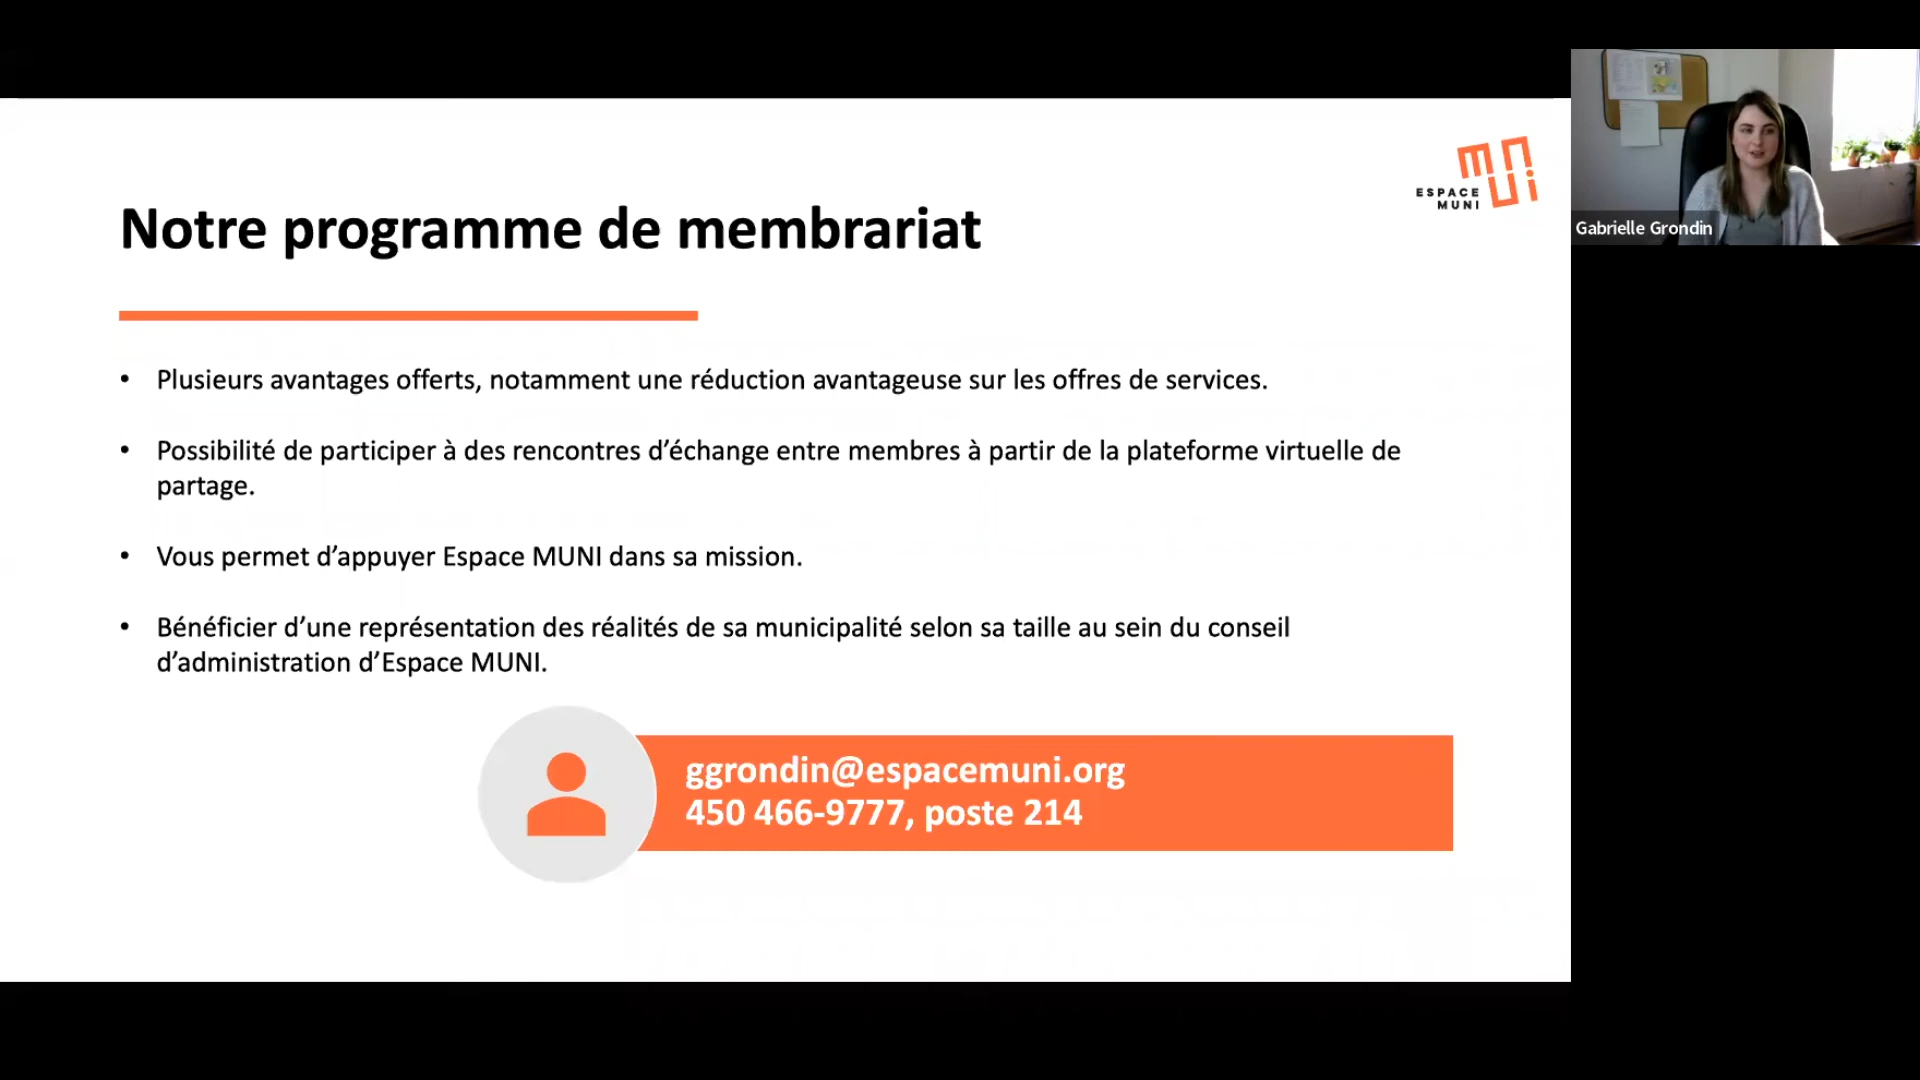 muni
ESPACE
MUNI
Gabrielle Grondin
Notre programme de membrariat
• Plusieurs avantages offerts, notamment une réduction avantageuse sur les offres de services.
• Possibilité de participer à des rencontres d’échange entre membres à partir de la plateforme virtuelle de
partage.
• Vous permet d’appuyer Espace MUNI dans sa mission.
• Bénéficier d’une représentation des réalités de sa municipalité selon sa taille au sein du conseil
d’administration d’Espace MUNI.
ggrondin@espacemuni.org
450 466-9777, poste 214